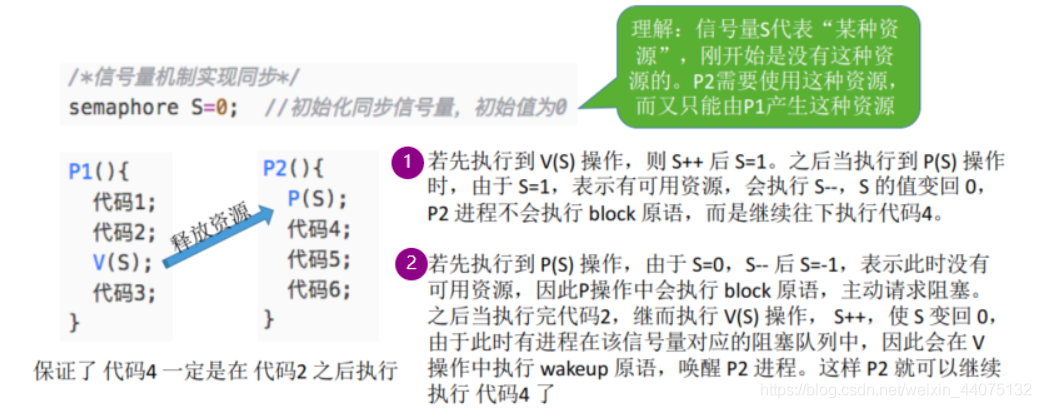 理解：信号量S代表“某种资
源”，刚开始是没有这种资
源的。P2需要使用这种资源，
而又只能由P1产生这种资源
/*信号量机制实现同步*/
semaphore S=0;  //初始化同步信号量，初始值为0
P1(){
代码1;
代码2;
V(S);
代码3;
}
释放资源
P2(){
P(S);
代码4;
代码5;
代码6;
}
保证了 代码4 一定是在 代码2 之后执行
1 若先执行到 V(S) 操作，则 S++ 后 S=1。之后当执行到 P(S) 操作
时，由于 S=1，表示有可用资源，会执行 S--，S 的值变回 0，
P2 进程不会执行 block 原语，而是继续往下执行代码4。
2 若先执行到 P(S) 操作，由于 S=0，S-- 后 S=-1，表示此时没有
可用资源，因此P操作中会执行 block 原语，主动请求阻塞。
之后当执行完代码2，继而执行 V(S) 操作， S++，使 S 变回 0，
由于此时有进程在该信号量对应的阻塞队列中，因此会在 V
操作中执行 wakeup 原语，唤醒 P2 进程。这样 P2 就可以继续
执行 代码4 了
https://blog.csdn.net/weixin_44075132